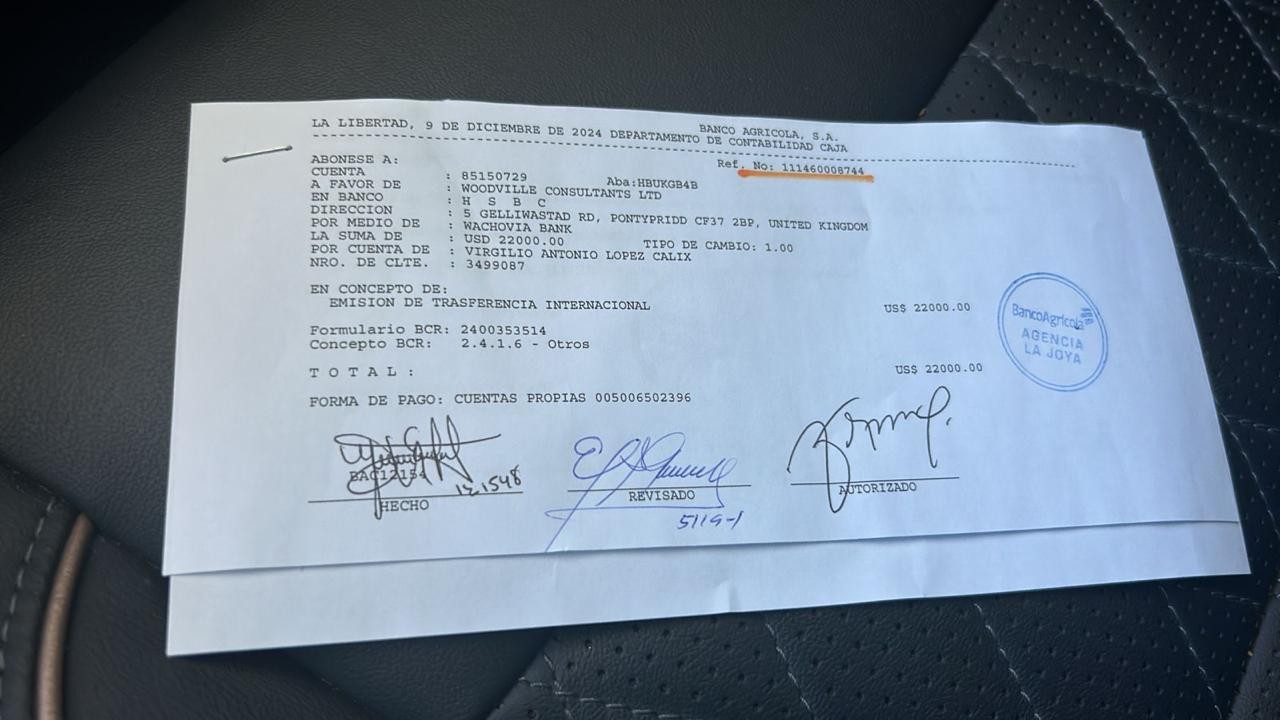 BANCO AGRICOLA, S.A.
LA LIBERTAD, 9 DE DICIEMBRE DE 2024 DEPARTAMENTO DE CONTABILIDAD CAJA
Ref. No: 111460008744
ABONESE A:
CUENTA : 85150729 Aba:HBUKGB4B
A FAVOR DE : WOODVILLE CONSULTANTS LTD
EN BANCO : H S B C
DIRECCION : 5 GELLIWASTAD RD, PONTYPRIDD CF37 2BP, UNITED KINGDOM
POR MEDIO DE : WACHOVIA BANK
LA SUMA DE : USD 22000.00 TIPO DE CAMBIO: 1.00
POR CUENTA DE : VIRGILIO ANTONIO LOPEZ CALIX
NRO. DE CLTE. : 3499087
EN CONCEPTO DE:
EMISION DE TRASFERENCIA INTERNACIONAL US$ 22000.00
Formulario BCR: 2400353514
Concepto BCR: 2.4.1.6 - Otros
T O T A L : US$ 22000.00
FORMA DE PAGO: CUENTAS PROPIAS 005006502396
BancoAgrícola
AGENCIA
LA JOYA
HECHO
REVISADO
AUTORIZADO
5119-1